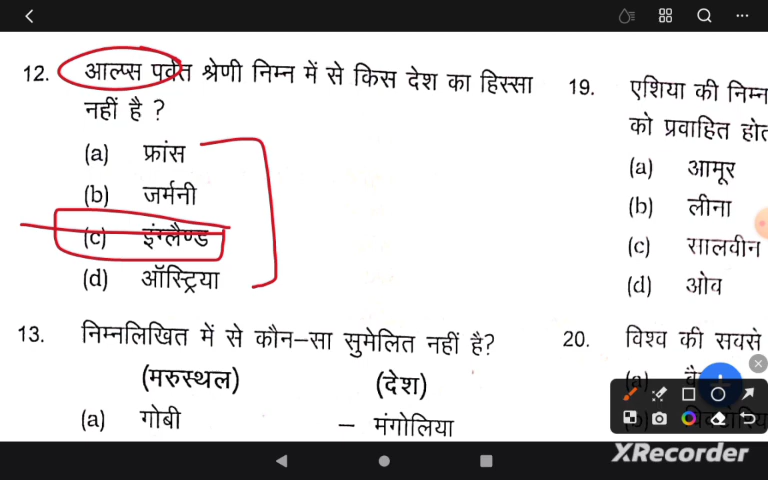 12. आल्प्स पर्वत श्रेणी निम्न में से किस देश का हिस्सा
नहीं है ?
(a) फ्रांस
(b) जर्मनी
(c) इंग्लैण्ड
(d) ऑस्ट्रिया
13. निम्नलिखित में से कौन–सा सुमेलित नहीं है?
(मरुस्थल) (देश)
(a) गोबी – मंगोलिया
19. एशिया की निम्न
को प्रवाहित होत
(a) आमूर
(b) लीना
(c) सालवीन
(d) ओव
20. विश्व की सबसे
(a)
(b)
XRecorder